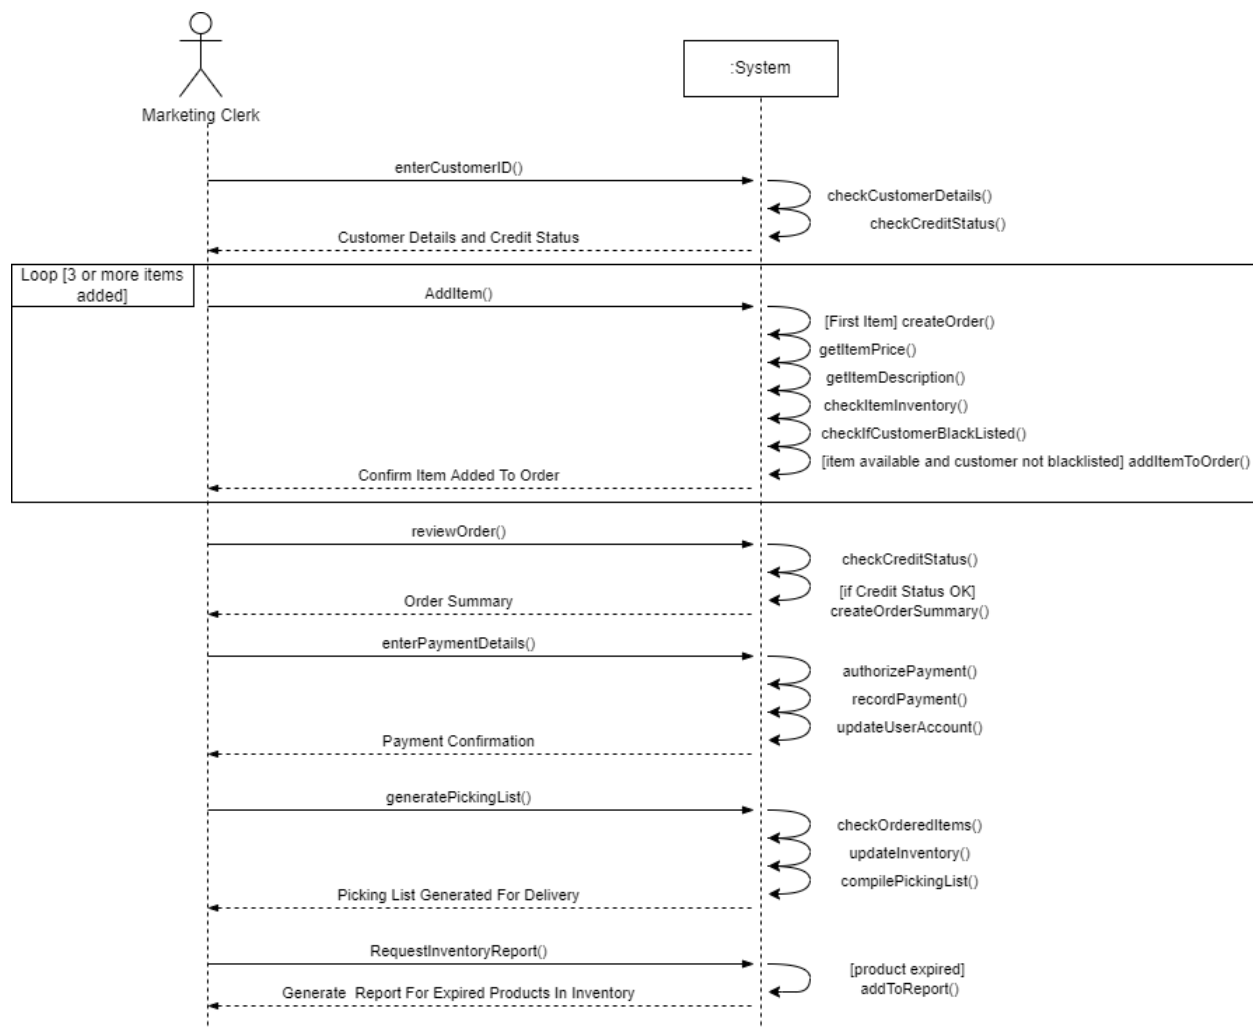 :System
Marketing Clerk
enterCustomerID()
checkCustomerDetails()
checkCreditStatus()
Customer Details and Credit Status
Loop [3 or more items
added]
AddItem()
[First Item] createOrder()
getItemPrice()
getItemDescription()
checkItemInventory()
checkIfCustomerBlackListed()
[item available and customer not blacklisted] addItemToOrder()
Confirm Item Added To Order
reviewOrder()
checkCreditStatus()
[if Credit Status OK]
createOrderSummary()
Order Summary
enterPaymentDetails()
authorizePayment()
recordPayment()
updateUserAccount()
Payment Confirmation
generatePickingList()
checkOrderedItems()
updateInventory()
compilePickingList()
Picking List Generated For Delivery
RequestInventoryReport()
[product expired]
addToReport()
Generate  Report For Expired Products In Inventory